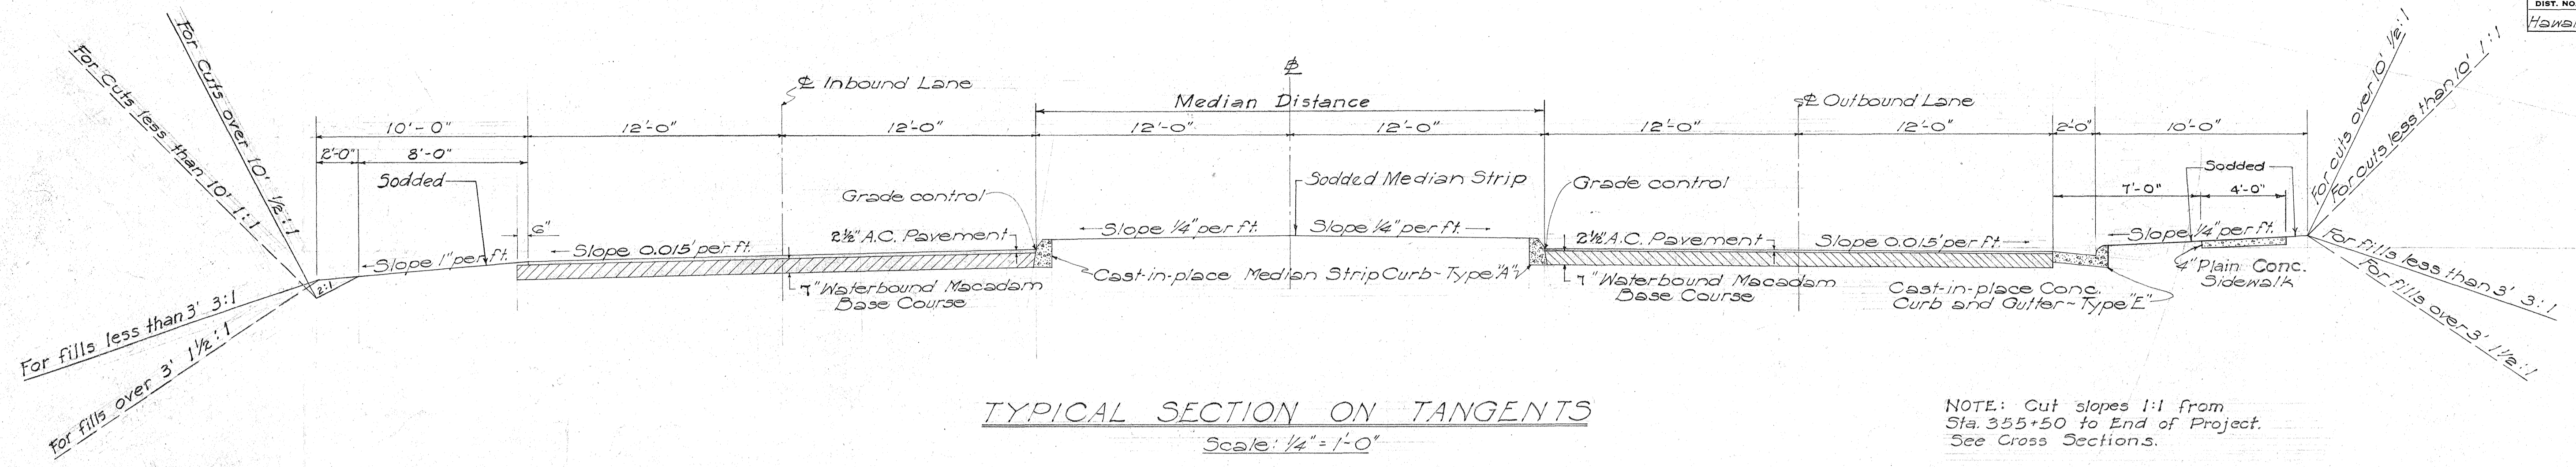 DIST. NO.
For Cuts over 10' ½:1
For Cuts less than 10' 1:1
For fills less than 3' 3:1
For fills over 3' 1½:1
℄ Inbound Lane
℄
Median Distance
℄ Outbound Lane
10'-0"
12'-0"
12'-0"
12'-0"
12'-0"
12'-0"
12'-0"
2'-0"
10'-0"
2'-0"
8'-0"
Sodded
Grade control
Sodded Median Strip
Grade control
Sodded
7'-0"
4'-0"
6"
Slope 1" per ft.
2:1
Slope 0.015' per ft.
2½" A.C. Pavement
Slope ¼" per ft.
Slope ¼" per ft.
2½" A.C. Pavement
Slope 0.015' per ft.
Slope ¼" per ft.
7" Waterbound Macadam
Base Course
Cast-in-place Median Strip Curb~Type "A"
7" Waterbound Macadam
Base Course
Cast-in-place Conc.
Curb and Gutter~Type "E"
4" Plain Conc.
Sidewalk
For cuts over 10' ½:1
For cuts less than 10' 1:1
For fills less than 3' 3:1
For fills over 3' 1½:1
TYPICAL SECTION ON TANGENTS
Scale: ¼" = 1'-0"
NOTE: Cut slopes 1:1 from
Sta. 355+50 to End of Project.
See Cross Sections.